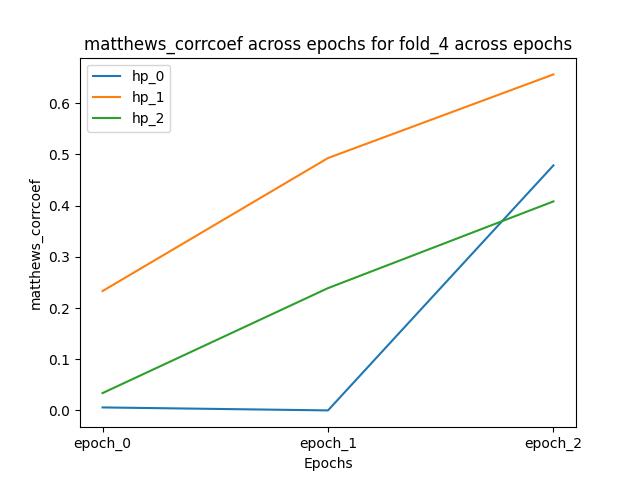 matthews_corrcoef across epochs for fold_4 across epochs
hp_0
hp_1
hp_2
matthews_corrcoef
0.6
0.5
0.4
0.3
0.2
0.1
0.0
epoch_0 epoch_1 epoch_2
Epochs